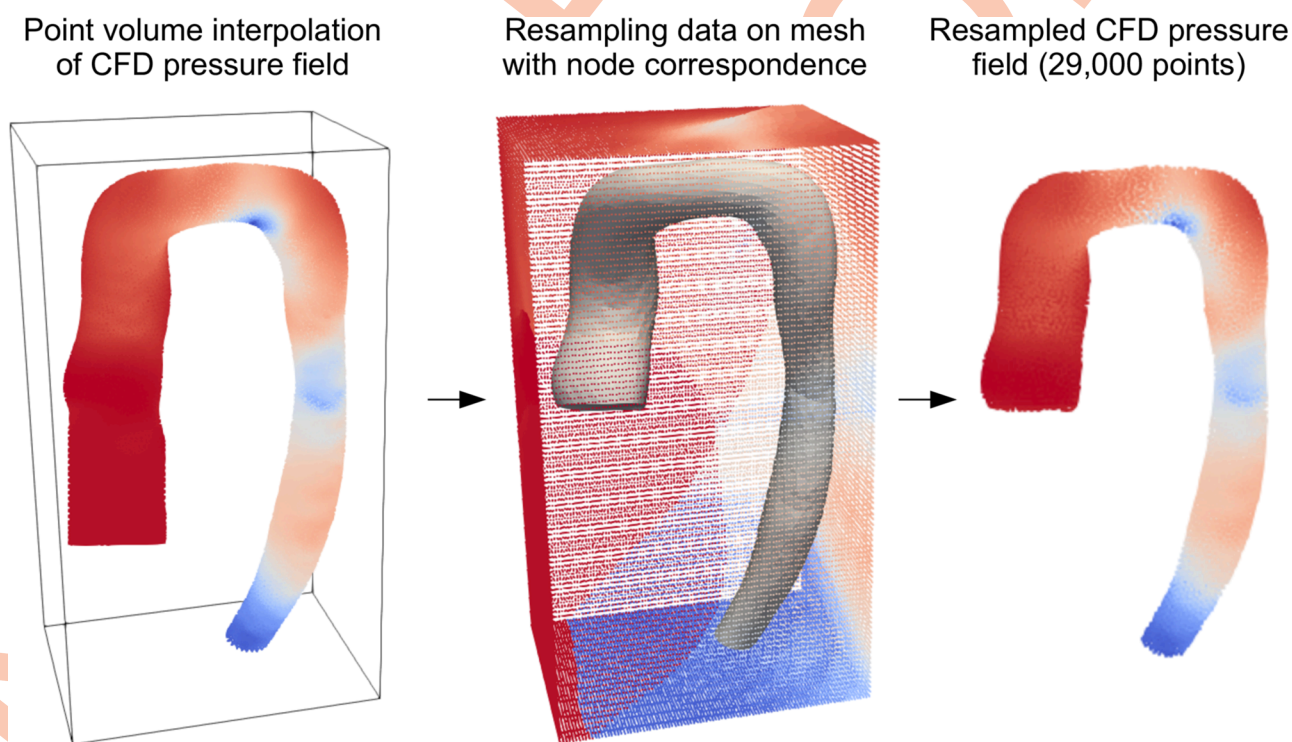 Point volume interpolation
of CFD pressure field
Resampling data on mesh
with node correspondence
Resampled CFD pressure
field (29,000 points)